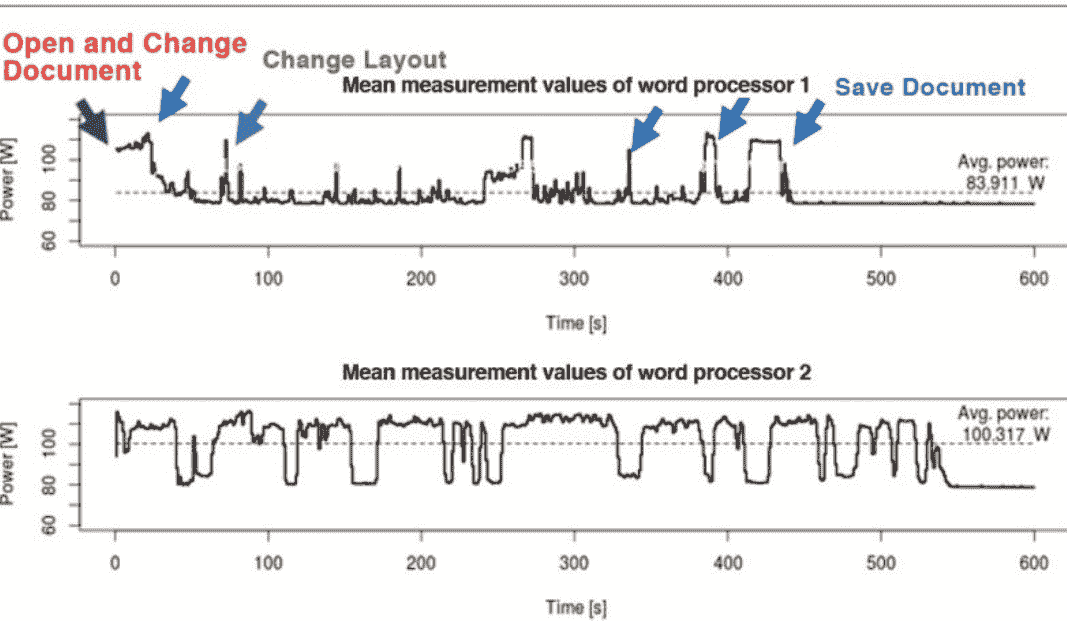 Open and Change
Document
Change Layout
Mean measurement values of word processor 1
Save Document
Power [W]
100
80
60
Avg. power:
83.911 W
0 100 200 300 400 500 600
Time [s]
Mean measurement values of word processor 2
Power [W]
100
80
60
Avg. power:
100.317 W
0 100 200 300 400 500 600
Time [s]